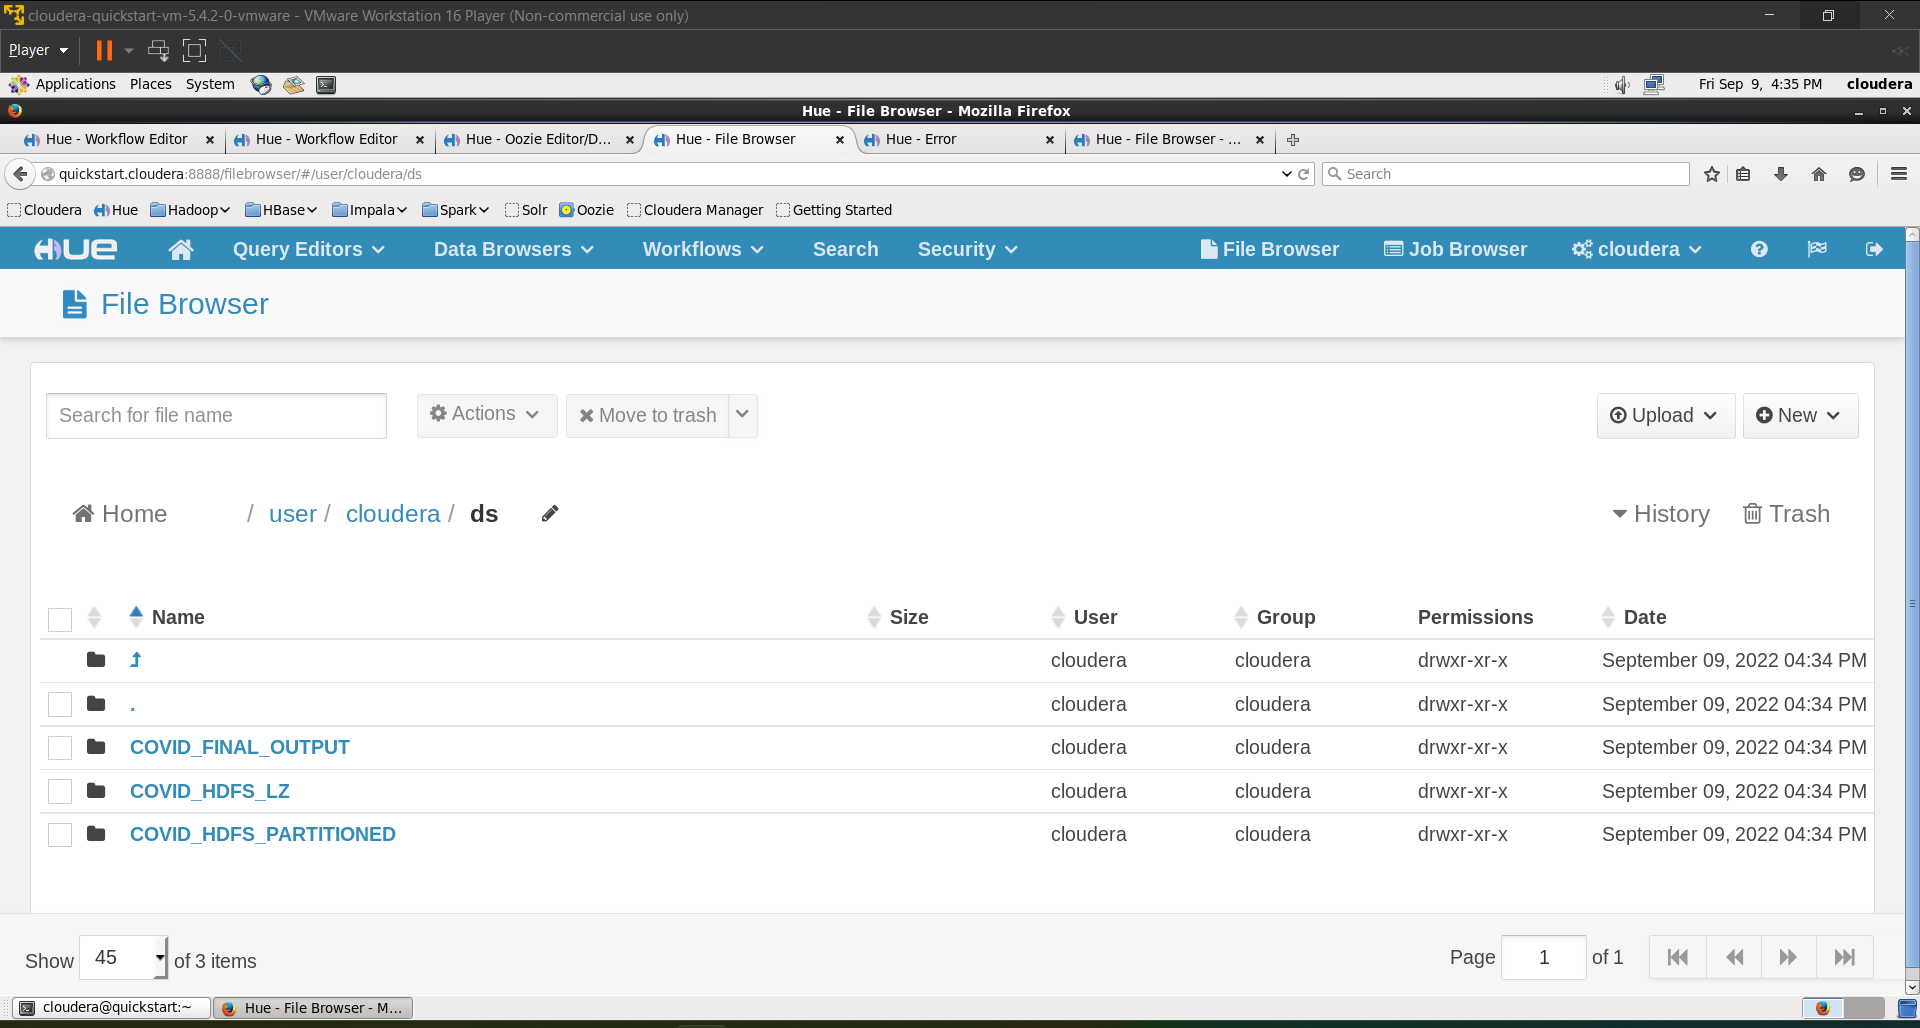 cloudera-quickstart-vm-5.4.2-0-vmware - VMware Workstation 16 Player (Non-commercial use only)
Player
Applications Places System Fri Sep 9, 4:35 PM cloudera
Hue - File Browser - Mozilla Firefox
Hue - Workflow Editor Hue - Workflow Editor Hue - Oozie Editor/D... Hue - File Browser Hue - Error Hue - File Browser - ...
quickstart.cloudera:8888/filebrowser/#/user/cloudera/ds Search
Cloudera Hue Hadoop HBase Impala Spark Solr Oozie Cloudera Manager Getting Started
HUE Query Editors Data Browsers Workflows Search Security File Browser Job Browser cloudera
File Browser
Search for file name Actions Move to trash Upload New
Home / user / cloudera / ds History Trash
Name Size User Group Permissions Date
cloudera cloudera drwxr-xr-x September 09, 2022 04:34 PM
. cloudera cloudera drwxr-xr-x September 09, 2022 04:34 PM
COVID_FINAL_OUTPUT cloudera cloudera drwxr-xr-x September 09, 2022 04:34 PM
COVID_HDFS_LZ cloudera cloudera drwxr-xr-x September 09, 2022 04:34 PM
COVID_HDFS_PARTITIONED cloudera cloudera drwxr-xr-x September 09, 2022 04:34 PM
Show 45 of 3 items Page 1 of 1
cloudera@quickstart:~ Hue - File Browser - M...